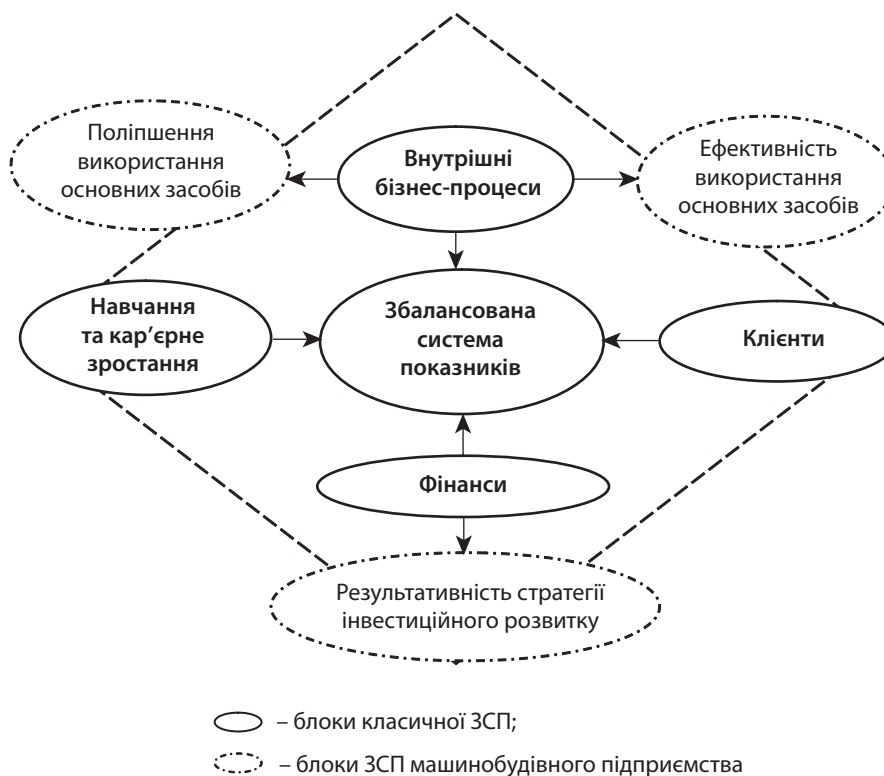 Поліпшення
використання
основних засобів
Внутрішні
бізнес-процеси
Ефективність
використання
основних засобів
Навчання
та кар’єрне
зростання
Збалансована
система
показників
Клієнти
Фінанси
Результативність стратегії
інвестиційного розвитку
– блоки класичної ЗСП;
– блоки ЗСП машинобудівного підприємства